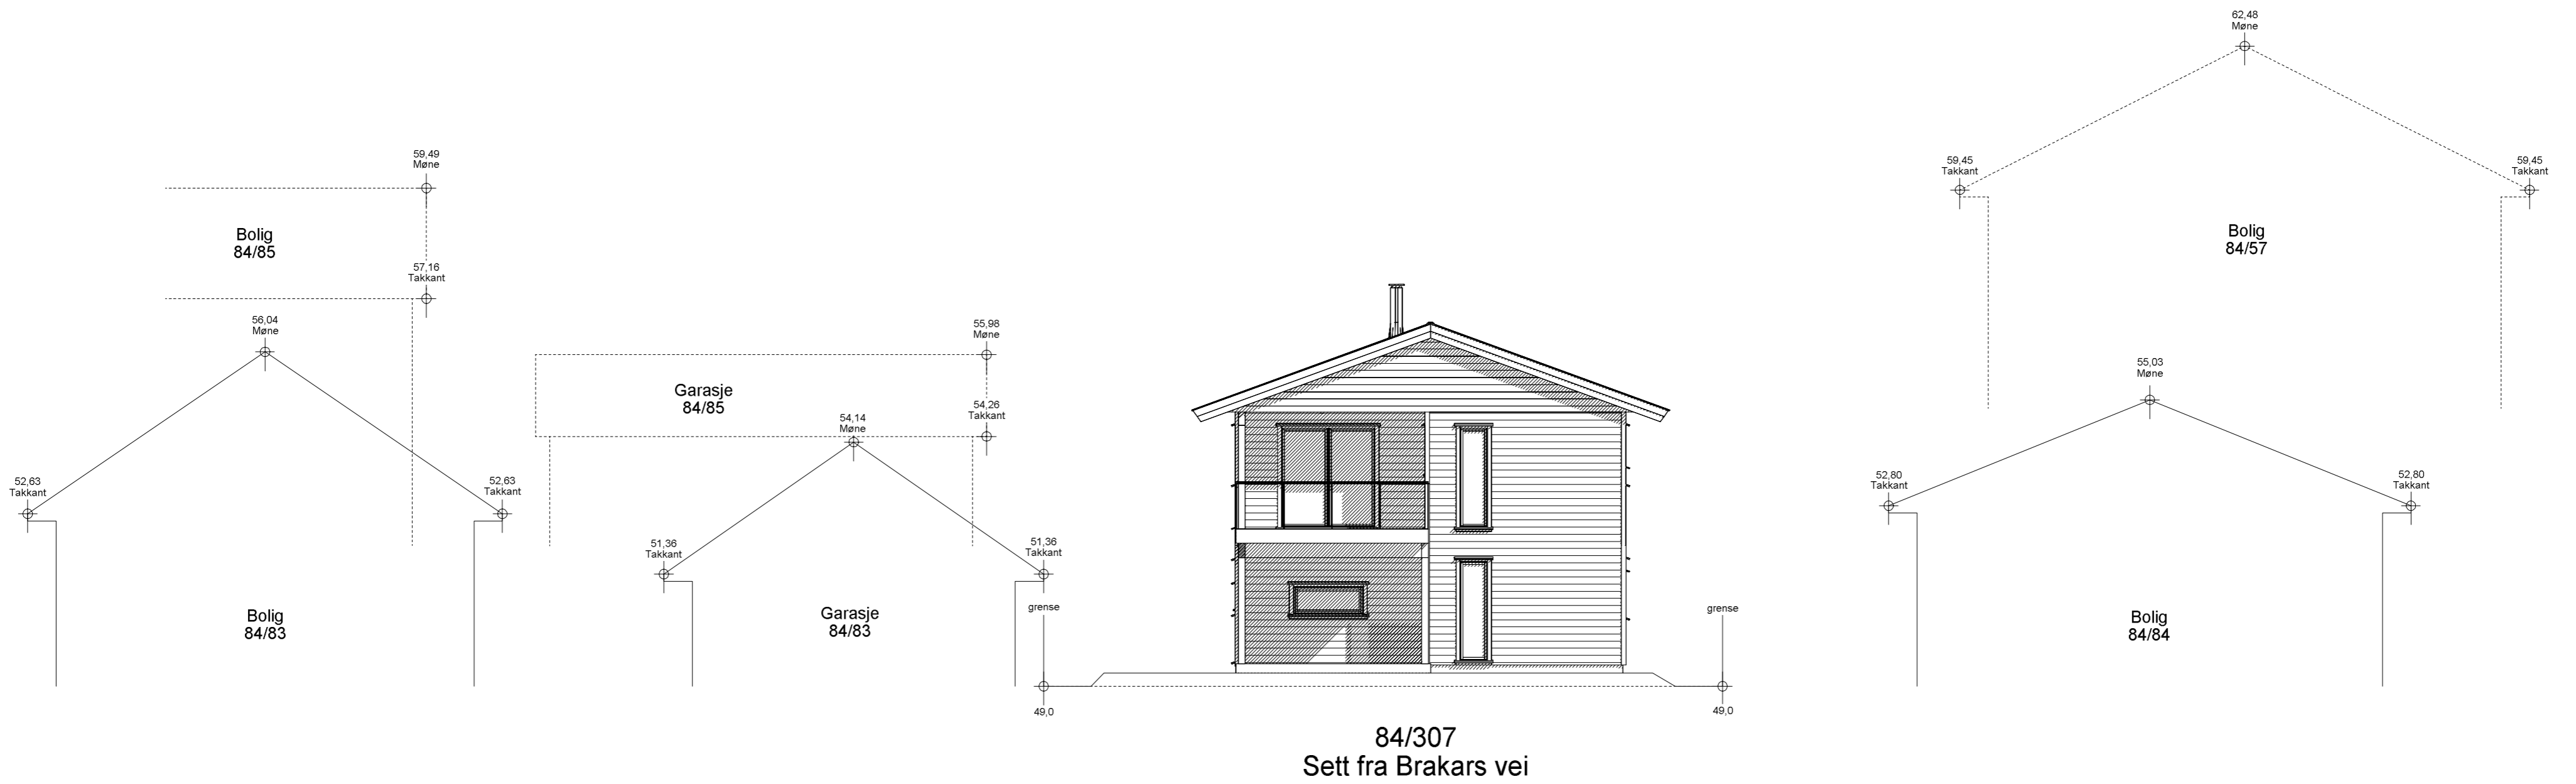 62,48
Møne
59,49
Møne
59,45
Takkant
59,45
Takkant
Bolig
84/85
Bolig
84/57
57,16
Takkant
56,04
Møne
55,98
Møne
55,03
Møne
Garasje
84/85
54,26
Takkant
54,14
Møne
52,63
Takkant
52,63
Takkant
52,80
Takkant
52,80
Takkant
51,36
Takkant
51,36
Takkant
Bolig
84/83
Garasje
84/83
grense
grense
Bolig
84/84
49,0
49,0
84/307
Sett fra Brakars vei